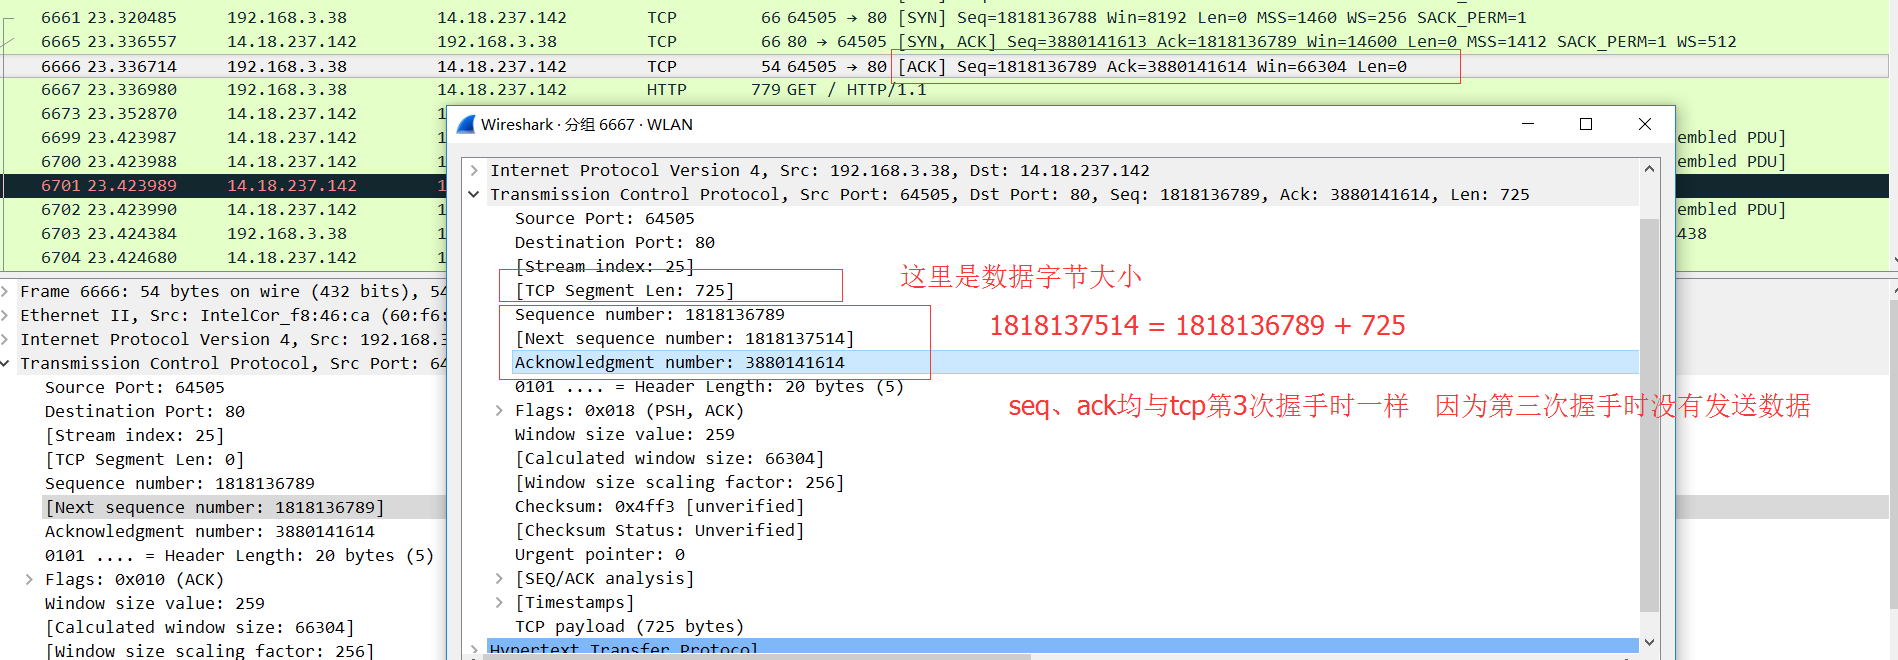 6661 23.320485 192.168.3.38 14.18.237.142 TCP 66 64505 → 80 [SYN] Seq=1818136788 Win=8192 Len=0 MSS=1460 WS=256 SACK_PERM=1
6665 23.336557 14.18.237.142 192.168.3.38 TCP 66 80 → 64505 [SYN, ACK] Seq=3880141613 Ack=1818136789 Win=14600 Len=0 MSS=1412 SACK_PERM=1 WS=512
6666 23.336714 192.168.3.38 14.18.237.142 TCP 54 64505 → 80 [ACK] Seq=1818136789 Ack=3880141614 Win=66304 Len=0
6667 23.336980 192.168.3.38 14.18.237.142 HTTP 779 GET / HTTP/1.1
6673 23.352870 14.18.237.142 1
6699 23.423987 14.18.237.142 1 embled PDU]
6700 23.423988 14.18.237.142 1 embled PDU]
6701 23.423989 14.18.237.142 1
6702 23.423990 14.18.237.142 1 embled PDU]
6703 23.424384 192.168.3.38 1 438
6704 23.424680 14.18.237.142 1
Frame 6666: 54 bytes on wire (432 bits), 54
Ethernet II, Src: IntelCor_f8:46:ca (60:f6:
Internet Protocol Version 4, Src: 192.168.3
Transmission Control Protocol, Src Port: 64
Source Port: 64505
Destination Port: 80
[Stream index: 25]
[TCP Segment Len: 0]
Sequence number: 1818136789
[Next sequence number: 1818136789]
Acknowledgment number: 3880141614
0101 .... = Header Length: 20 bytes (5)
Flags: 0x010 (ACK)
Window size value: 259
[Calculated window size: 66304]
[Window size scaling factor: 256]
Wireshark · 分组 6667 · WLAN
Internet Protocol Version 4, Src: 192.168.3.38, Dst: 14.18.237.142
Transmission Control Protocol, Src Port: 64505, Dst Port: 80, Seq: 1818136789, Ack: 3880141614, Len: 725
Source Port: 64505
Destination Port: 80
[Stream index: 25]
[TCP Segment Len: 725]
Sequence number: 1818136789
[Next sequence number: 1818137514]
Acknowledgment number: 3880141614
0101 .... = Header Length: 20 bytes (5)
Flags: 0x018 (PSH, ACK)
Window size value: 259
[Calculated window size: 66304]
[Window size scaling factor: 256]
Checksum: 0x4ff3 [unverified]
[Checksum Status: Unverified]
Urgent pointer: 0
[SEQ/ACK analysis]
[Timestamps]
TCP payload (725 bytes)
Hypertext Transfer Protocol
这里是数据字节大小
1818137514 = 1818136789 + 725
seq、ack均与tcp第3次握手时一样 因为第三次握手时没有发送数据